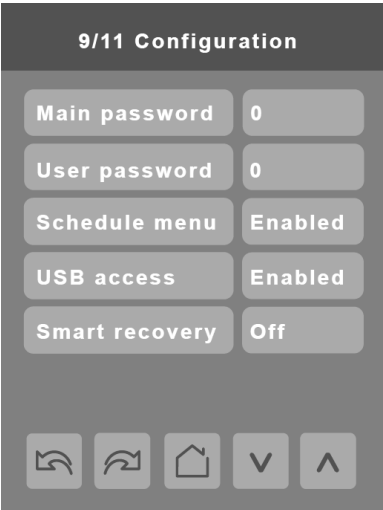 9/11 Configuration
Main password 0
User password 0
Schedule menu Enabled
USB access Enabled
Smart recovery Off